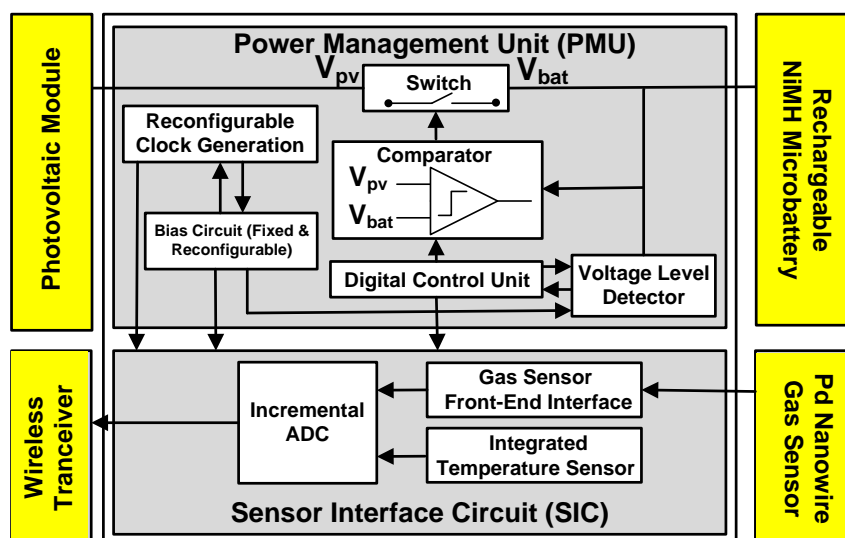 Power Management Unit (PMU)
Photovoltaic Module
Vpv
Switch
Vbat
Rechargeable
NiMH Microbattery
Reconfigurable
Clock Generation
Comparator
Vpv
Vbat
Bias Circuit (Fixed &
Reconfigurable)
Digital Control Unit
Voltage Level
Detector
Wireless
Tranceiver
Incremental
ADC
Gas Sensor
Front-End Interface
Integrated
Temperature Sensor
Pd Nanowire
Gas Sensor
Sensor Interface Circuit (SIC)